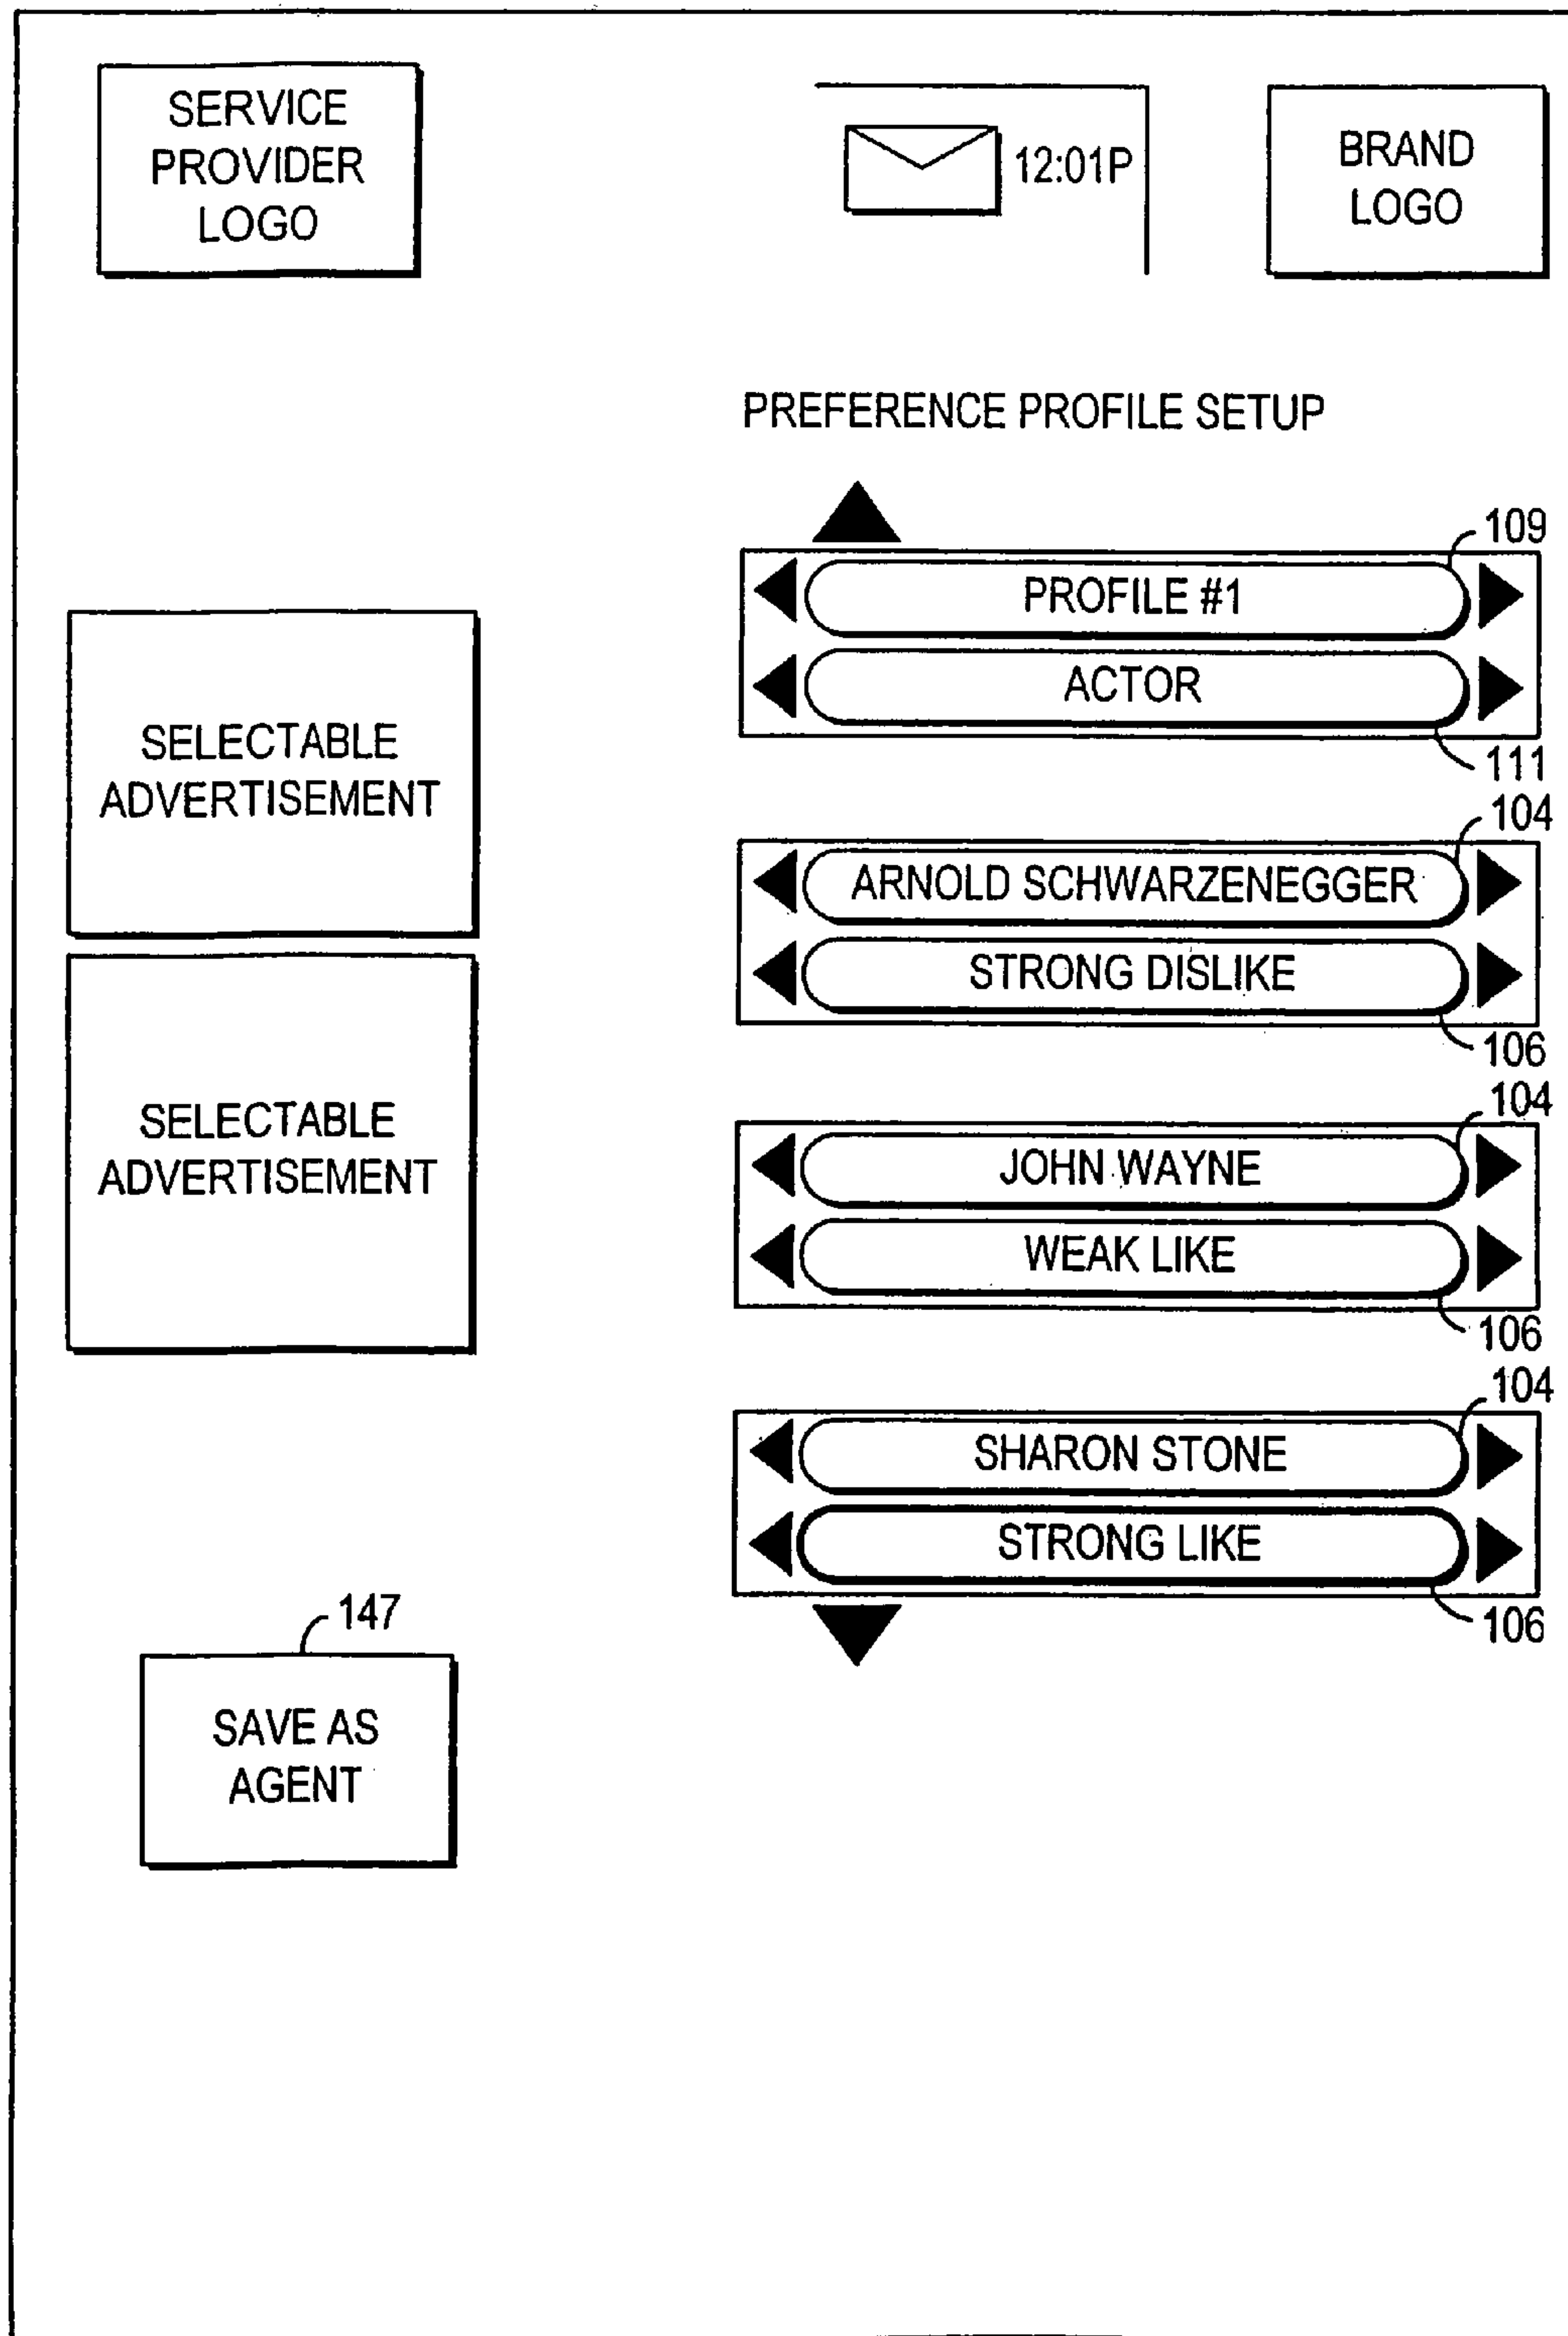 SERVICE
PROVIDER
LOGO
12:01P
BRAND
LOGO
PREFERENCE PROFILE SETUP
109
PROFILE #1
ACTOR
111
SELECTABLE
ADVERTISEMENT
104
ARNOLD SCHWARZENEGGER
STRONG DISLIKE
106
SELECTABLE
ADVERTISEMENT
104
JOHN WAYNE
WEAK LIKE
106
104
SHARON STONE
STRONG LIKE
106
147
SAVE AS
AGENT